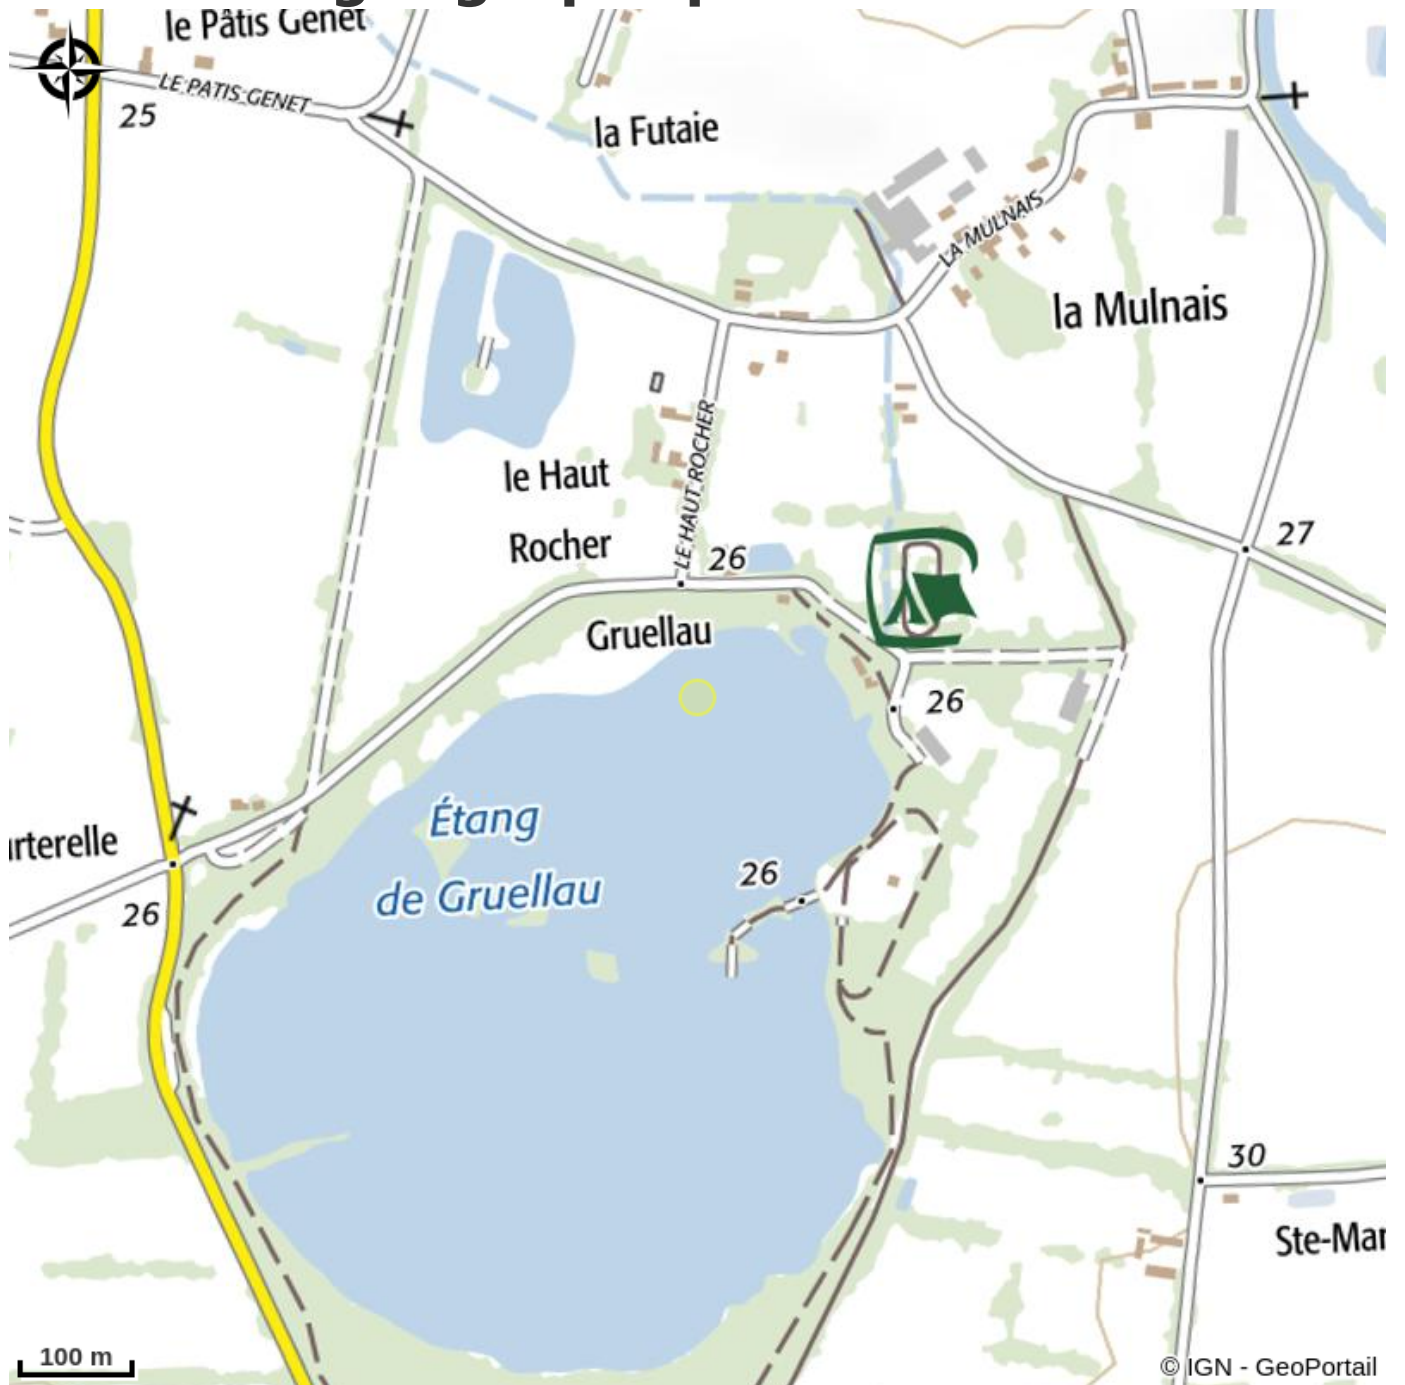 le Pâtis Genet
LE PATIS GENET
25
la Futaie
LA MULNAIS
la Mulnais
le Haut
Rocher
LE HAUT ROCHER
26
27
Gruellau
26
Étang
de Gruellau
26
rterelle
26
30
Ste-Mar
100 m
© IGN - GeoPortail